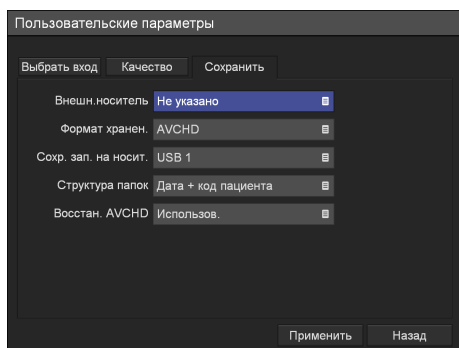 Пользовательские параметры
Выбрать вход Качество Сохранить
Внешн.носитель Не указано
Формат хранен. AVCHD
Сохр. зап. на носит. USB 1
Структура папок Дата + код пациента
Восстан. AVCHD Использов.
Применить Назад